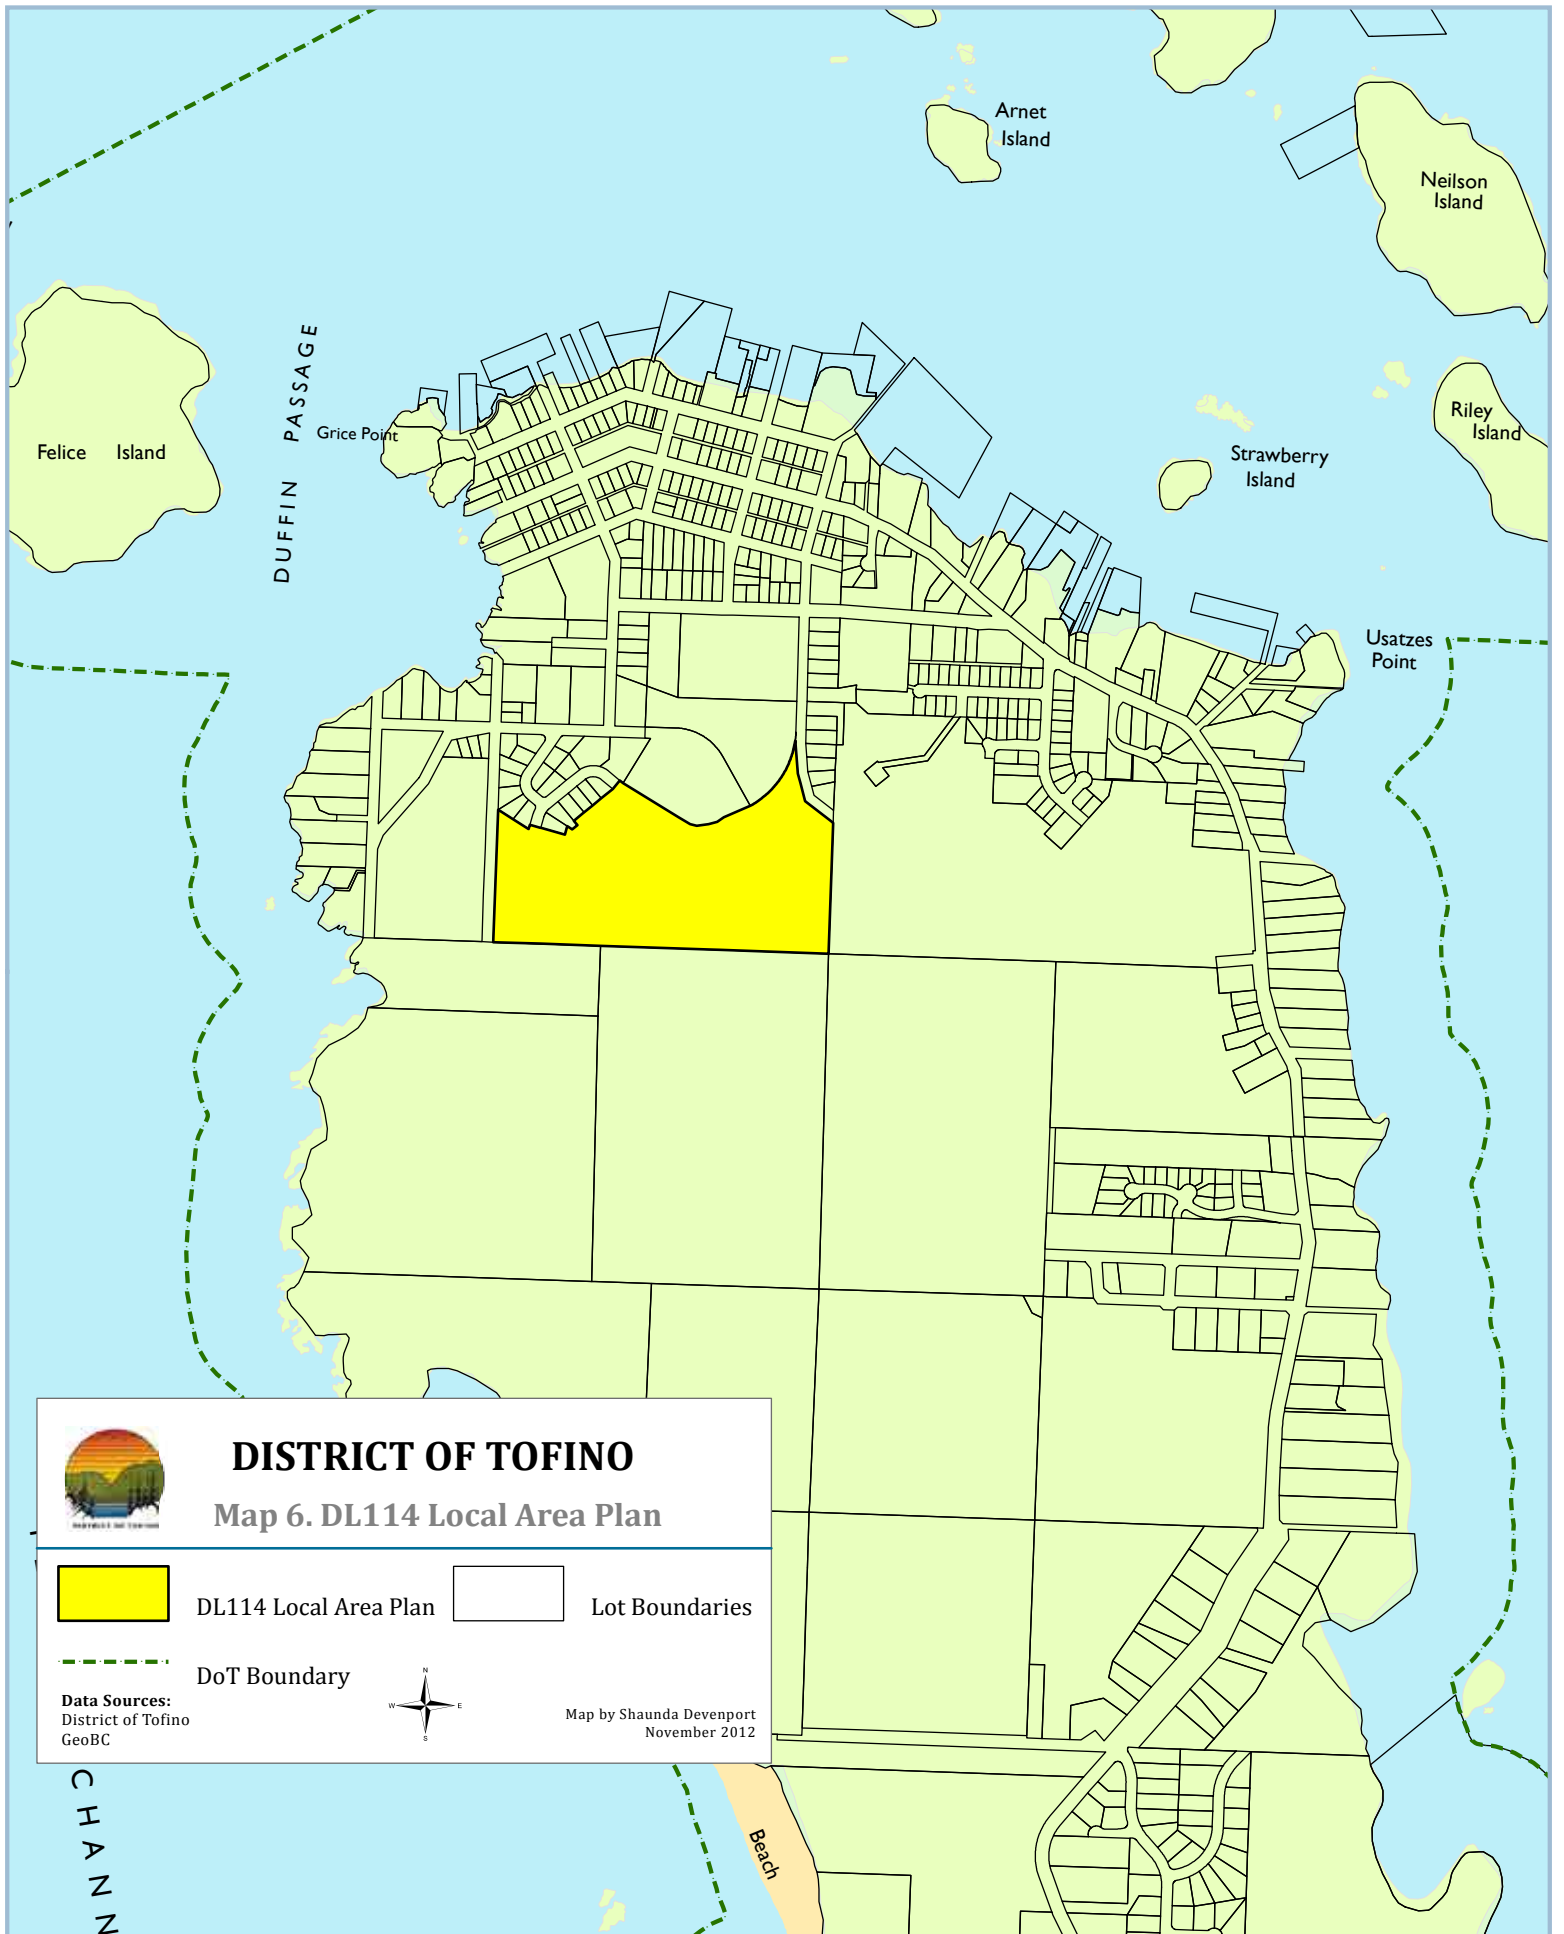 Arnet
Island
Neilson
Island
DUFFIN PASSAGE
Grice Point
Felice Island
Riley
Island
Strawberry
Island
Usatzes
Point
DISTRICT OF TOFINO
Map 6. DL114 Local Area Plan
DL114 Local Area Plan
Lot Boundaries
DoT Boundary
Data Sources:
District of Tofino
GeoBC
N
W
E
S
Map by Shaunda Devenport
November 2012
CHANN
Beach